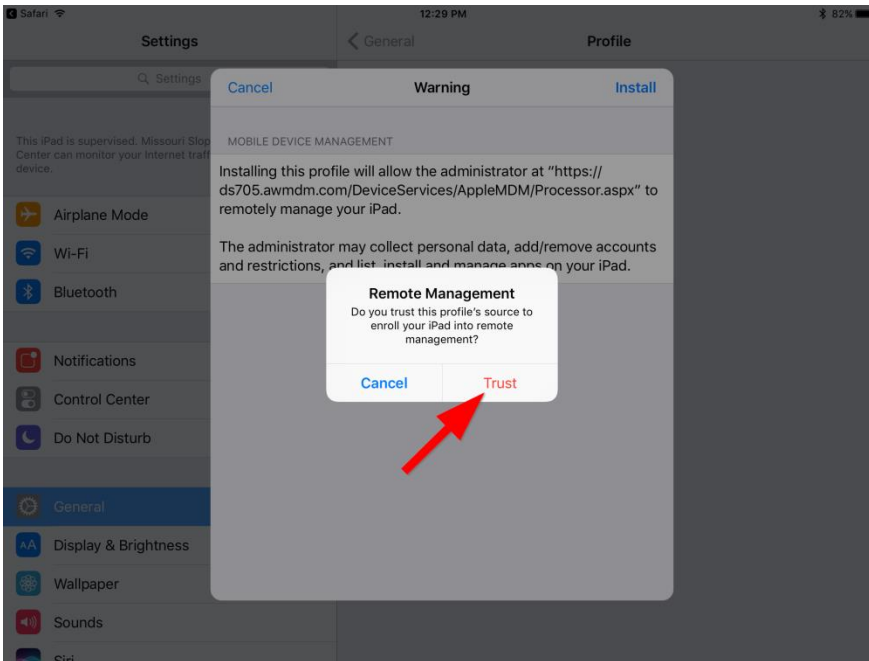 Safari
12:29 PM
82%
Settings
General
Profile
Settings
Cancel
Warning
Install
This iPad is supervised. Missouri Slop
Center can monitor your Internet traff
device.
MOBILE DEVICE MANAGEMENT
Installing this profile will allow the administrator at "https://
ds705.awmdm.com/DeviceServices/AppleMDM/Processor.aspx" to
remotely manage your iPad.
The administrator may collect personal data, add/remove accounts
and restrictions, and list, install and manage apps on your iPad.
Remote Management
Do you trust this profile's source to
enroll your iPad into remote
management?
Cancel
Trust
Airplane Mode
Wi-Fi
Bluetooth
Notifications
Control Center
Do Not Disturb
General
AA
Display & Brightness
Wallpaper
Sounds
Siri